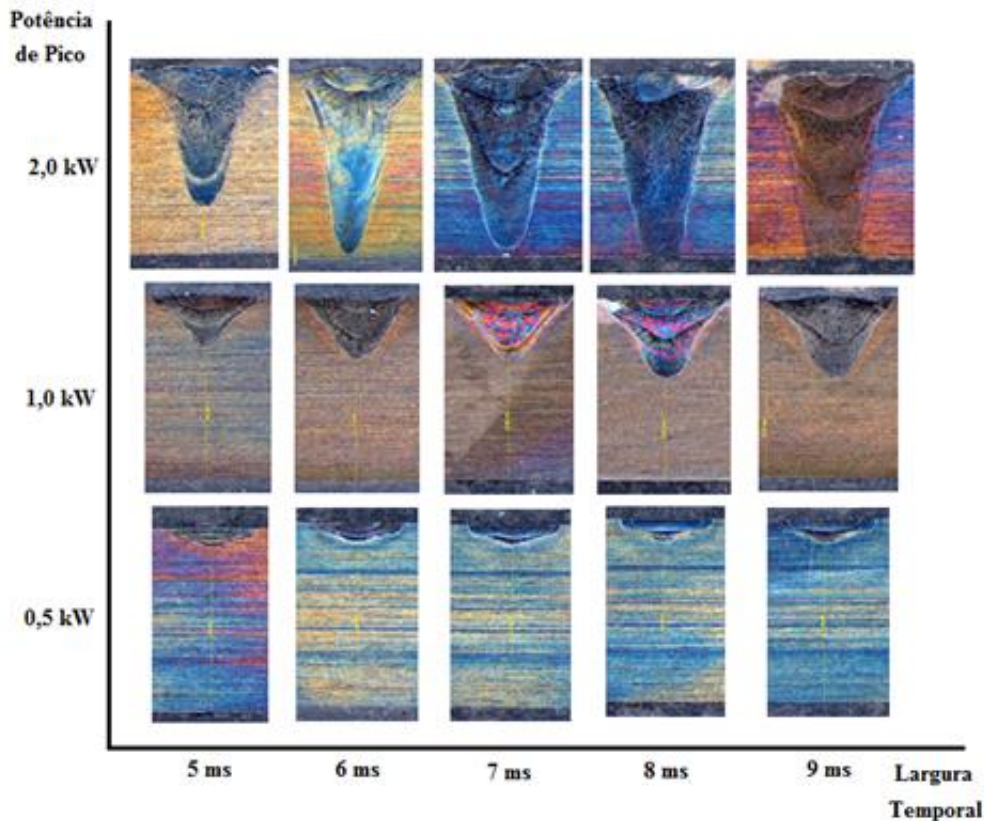 Potência
de Pico
2,0 kW
1,0 kW
0,5 kW
5 ms
6 ms
7 ms
8 ms
9 ms
Largura
Temporal